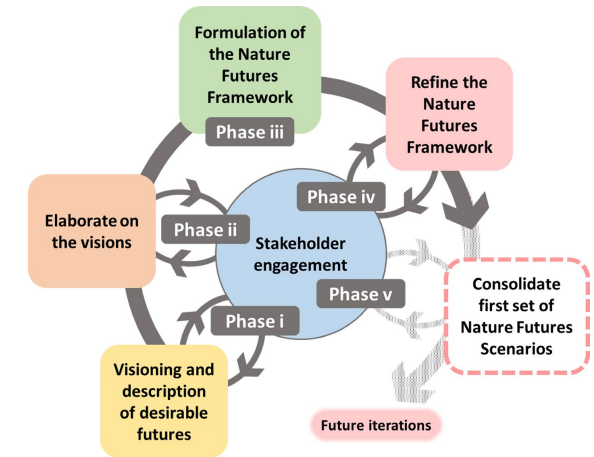 Formulation of
the Nature
Futures
Framework
Phase iii
Refine the
Nature
Futures
Framework
Phase iv
Elaborate on
the visions
Phase ii
Stakeholder
engagement
Phase v
Consolidate
first set of
Nature Futures
Scenarios
Phase i
Visioning and
description
of desirable
futures
Future iterations